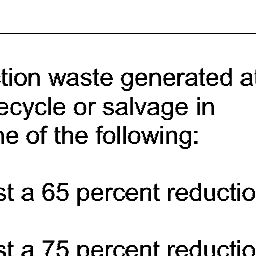 ction waste generated at
ecycle or salvage in
ne of the following:
st a 65 percent reductio
st a 75 percent reductio